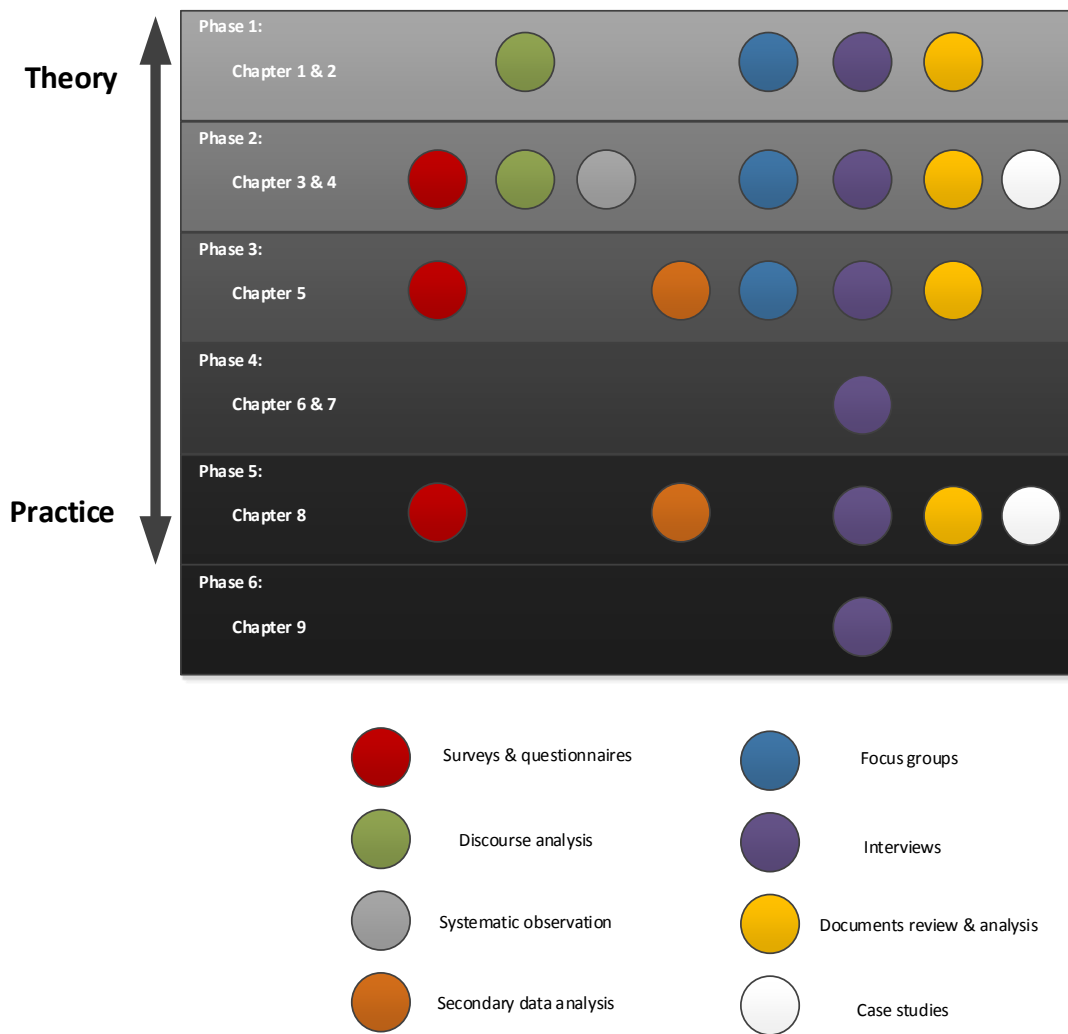 Phase 1:
Theory
Chapter 1 & 2
Phase 2:
Chapter 3 & 4
Phase 3:
Chapter 5
Phase 4:
Chapter 6 & 7
Phase 5:
Practice
Chapter 8
Phase 6:
Chapter 9
Surveys & questionnaires
Focus groups
Discourse analysis
Interviews
Systematic observation
Documents review & analysis
Secondary data analysis
Case studies